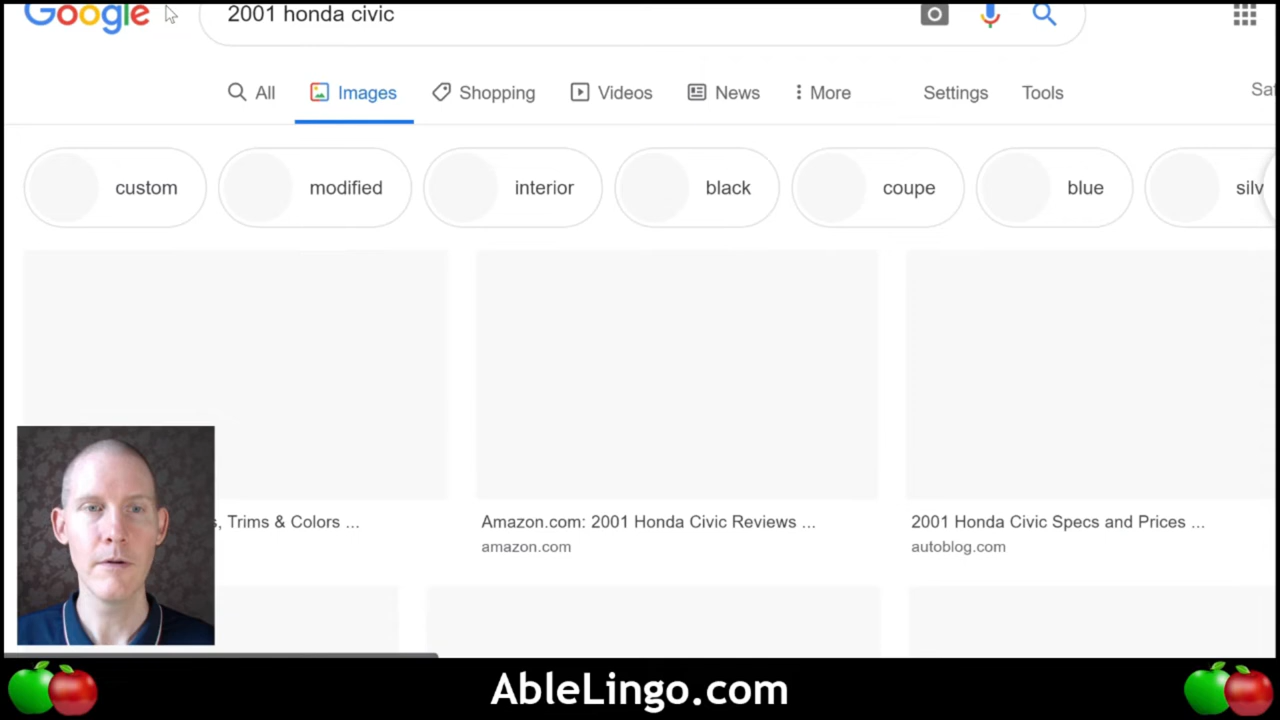 Google 2001 honda civic
All Images Shopping Videos News More Settings Tools Sa
custom modified interior black coupe blue silv
s, Trims & Colors ... Amazon.com: 2001 Honda Civic Reviews ... 2001 Honda Civic Specs and Prices ...
amazon.com autoblog.com
AbleLingo.com